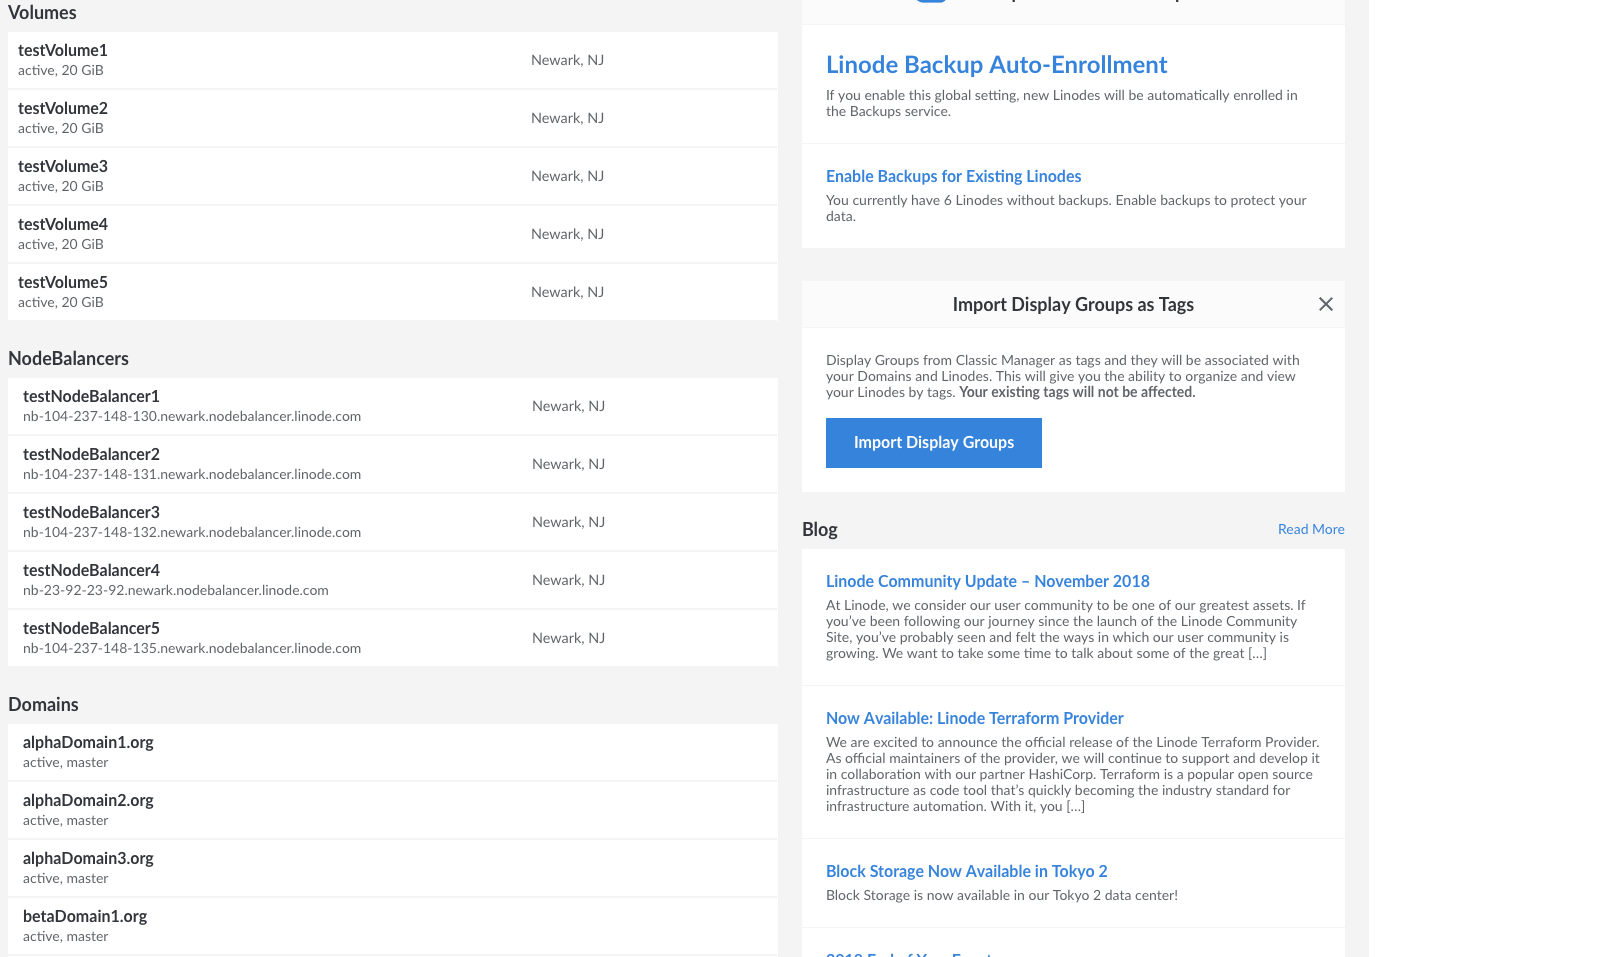 Volumes
testVolume1
active, 20 GiB
Newark, NJ
testVolume2
active, 20 GiB
Newark, NJ
testVolume3
active, 20 GiB
Newark, NJ
testVolume4
active, 20 GiB
Newark, NJ
testVolume5
active, 20 GiB
Newark, NJ
NodeBalancers
testNodeBalancer1
nb-104-237-148-130.newark.nodebalancer.linode.com
Newark, NJ
testNodeBalancer2
nb-104-237-148-131.newark.nodebalancer.linode.com
Newark, NJ
testNodeBalancer3
nb-104-237-148-132.newark.nodebalancer.linode.com
Newark, NJ
testNodeBalancer4
nb-23-92-23-92.newark.nodebalancer.linode.com
Newark, NJ
testNodeBalancer5
nb-104-237-148-135.newark.nodebalancer.linode.com
Newark, NJ
Domains
alphaDomain1.org
active, master
alphaDomain2.org
active, master
alphaDomain3.org
active, master
betaDomain1.org
active, master
Linode Backup Auto-Enrollment
If you enable this global setting, new Linodes will be automatically enrolled in
the Backups service.
Enable Backups for Existing Linodes
You currently have 6 Linodes without backups. Enable backups to protect your
data.
Import Display Groups as Tags
Display Groups from Classic Manager as tags and they will be associated with
your Domains and Linodes. This will give you the ability to organize and view
your Linodes by tags. Your existing tags will not be affected.
Import Display Groups
Blog
Read More
Linode Community Update – November 2018
At Linode, we consider our user community to be one of our greatest assets. If
you’ve been following our journey since the launch of the Linode Community
Site, you’ve probably seen and felt the ways in which our user community is
growing. We want to take some time to talk about some of the great [...]
Now Available: Linode Terraform Provider
We are excited to announce the official release of the Linode Terraform Provider.
As official maintainers of the provider, we will continue to support and develop it
in collaboration with our partner HashiCorp. Terraform is a popular open source
infrastructure as code tool that’s quickly becoming the industry standard for
infrastructure automation. With it, you [...]
Block Storage Now Available in Tokyo 2
Block Storage is now available in our Tokyo 2 data center!